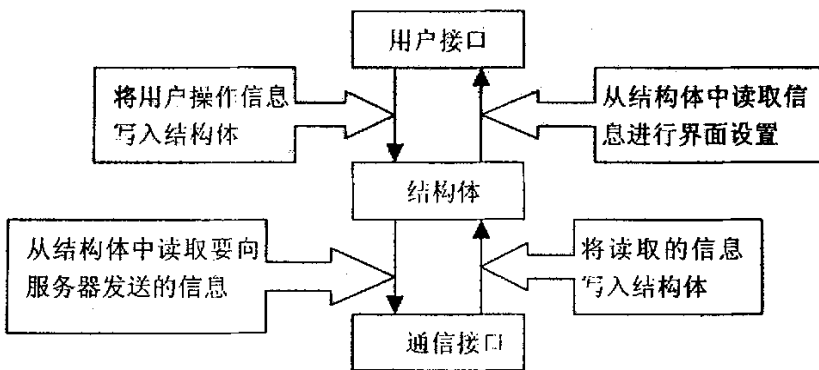 用户接口
将用户操作信息
写入结构体
从结构体中读取信
息进行界面设置
结构体
从结构体中读取要向
服务器发送的信息
将读取的信息
写入结构体
通信接口